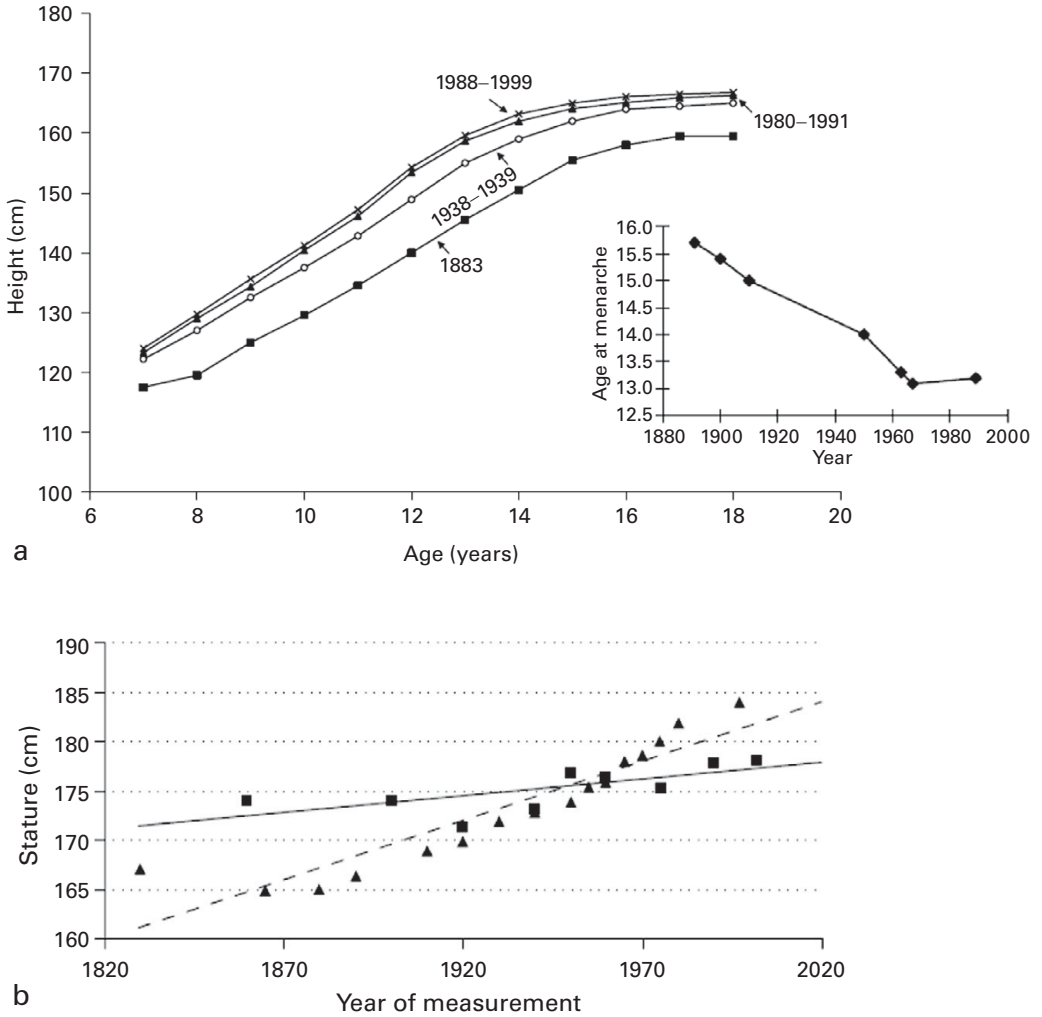 180
170
160
150
140
130
120
110
100
Height (cm)
1988–1999
1980–1991
1938–1939
1883
6 8 10 12 14 16 18 20
Age (years)
16.0
15.5
15.0
14.5
14.0
13.5
13.0
12.5
Age at menarche
1880 1900 1920 1940 1960 1980 2000
Year
a
190
185
180
175
170
165
160
Stature (cm)
1820 1870 1920 1970 2020
Year of measurement
b